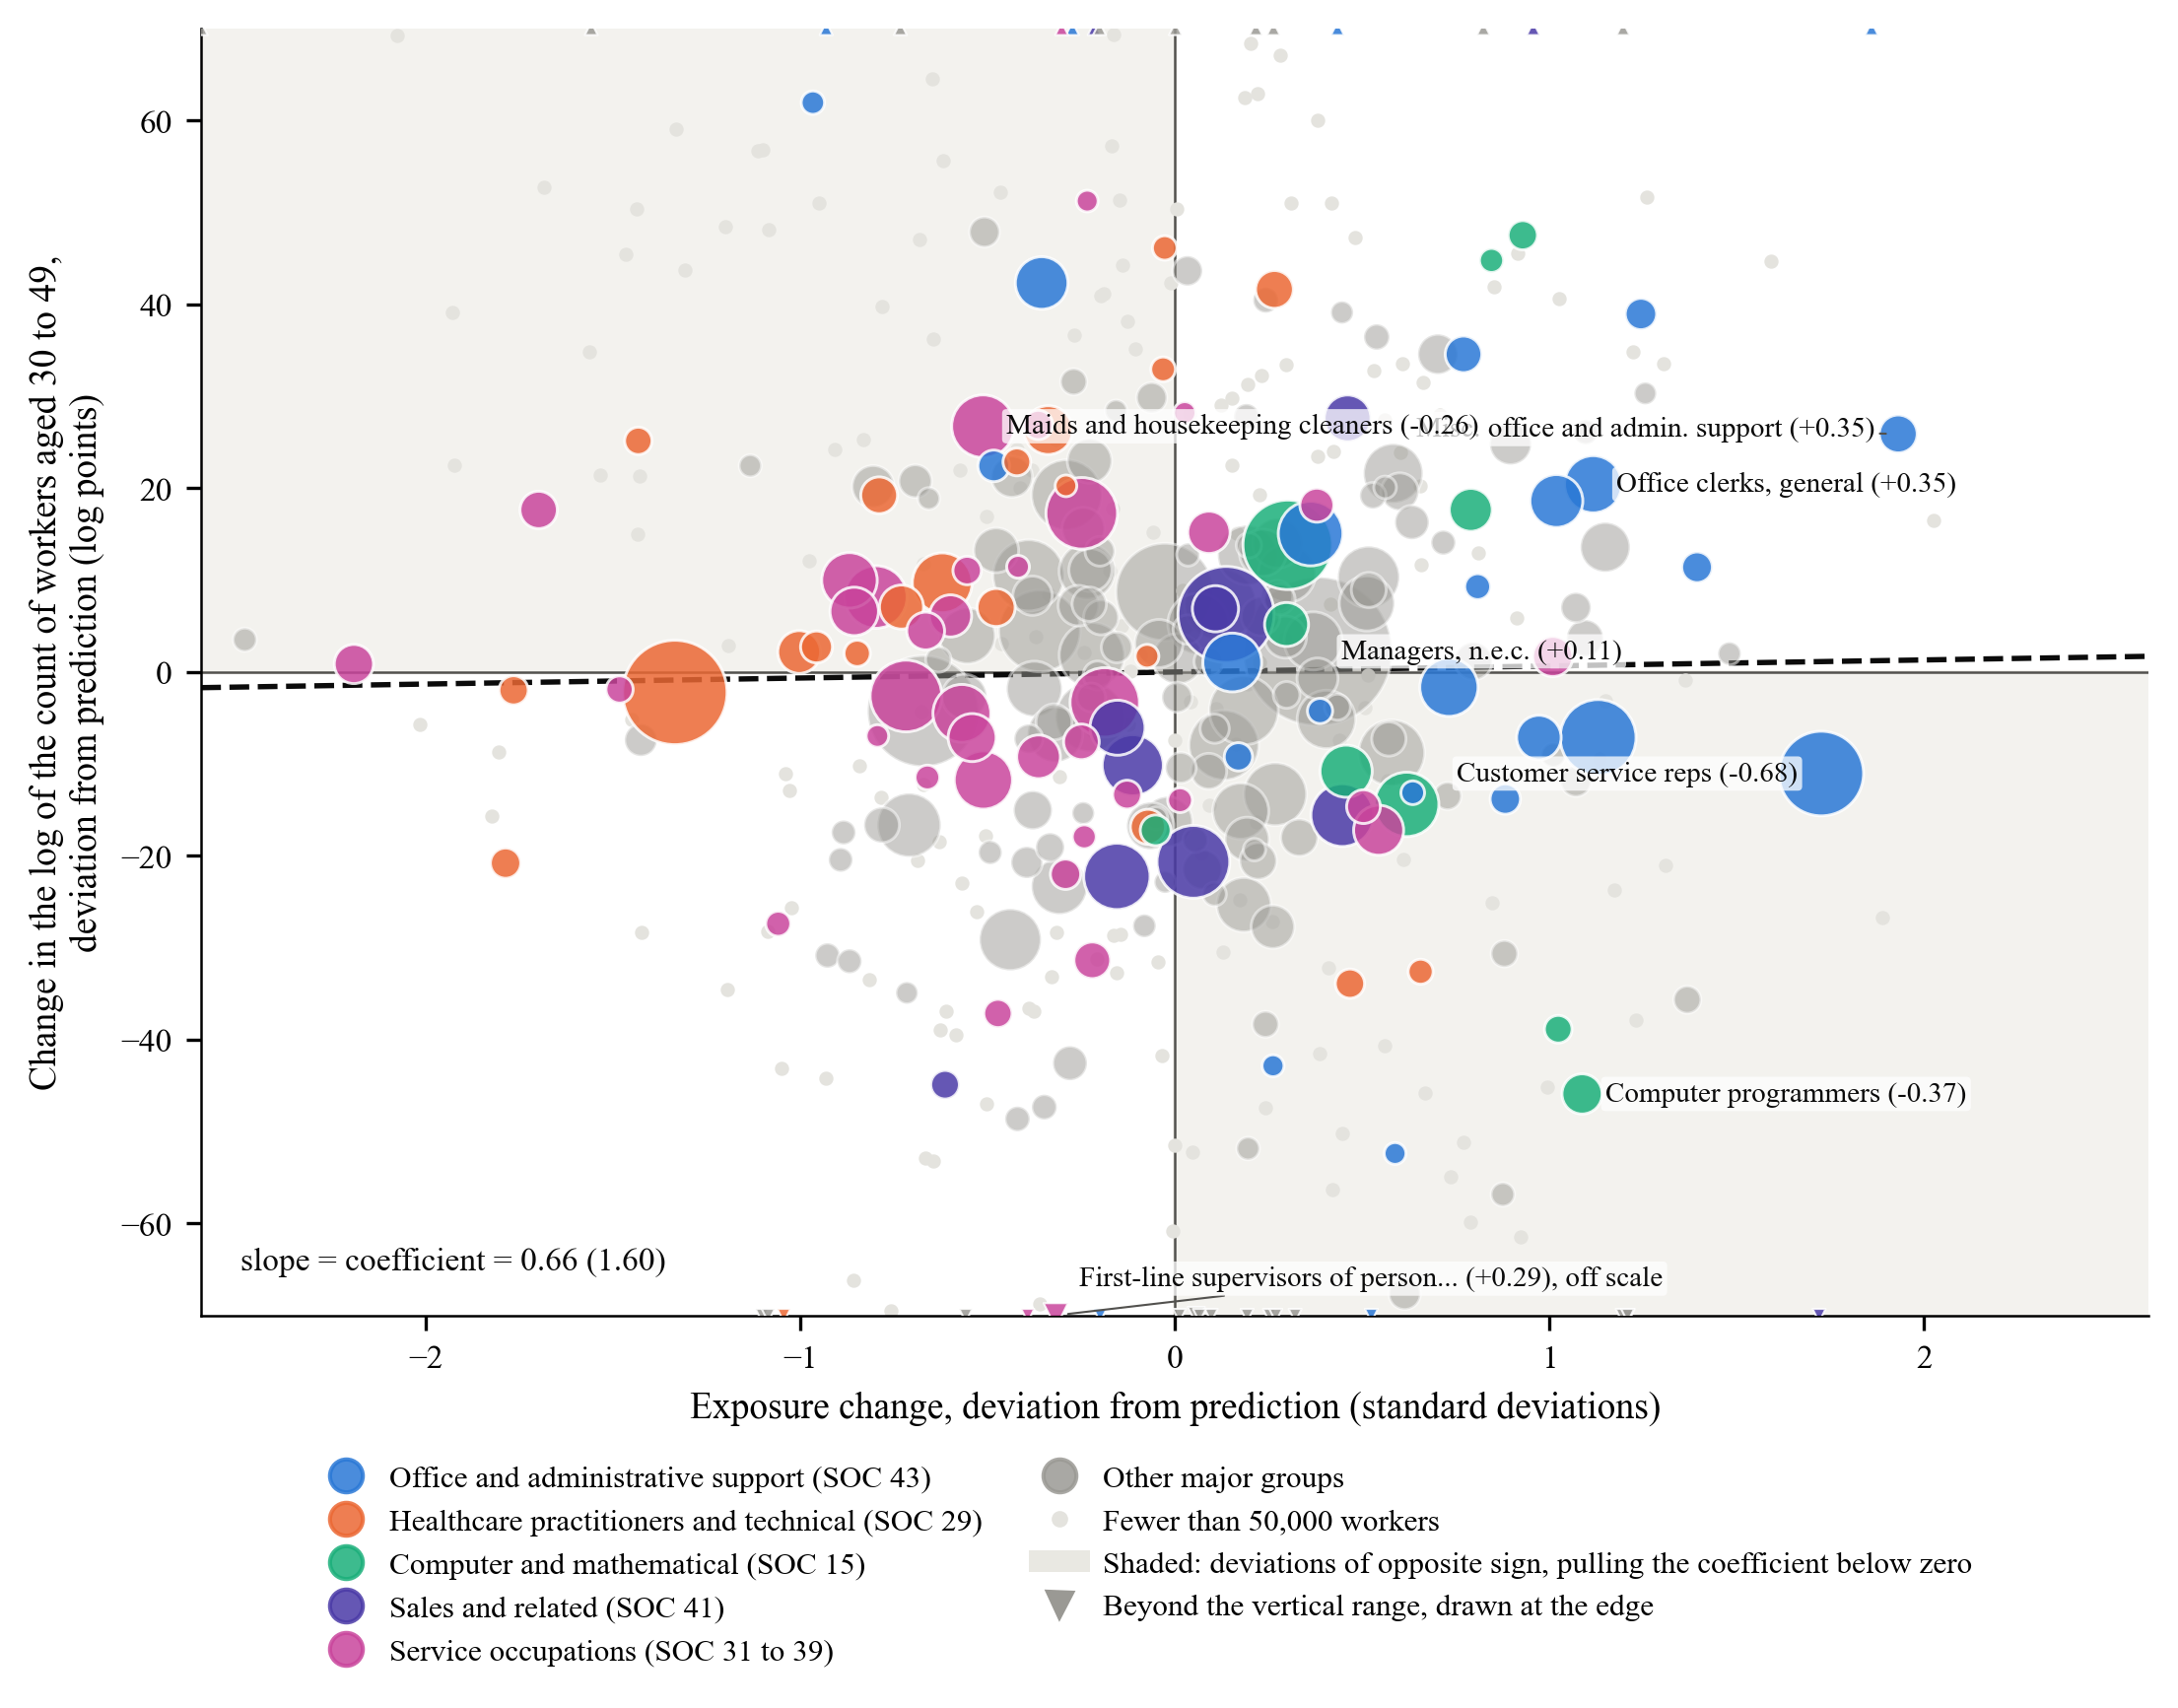 Change in the log of the count of workers aged 30 to 49,
deviation from prediction (log points)
60
40
20
0
−20
−40
−60
Maids and housekeeping cleaners (-0.26)
Misc. office and admin. support (+0.35)
Office clerks, general (+0.35)
Managers, n.e.c. (+0.11)
Customer service reps (-0.68)
Computer programmers (-0.37)
slope = coefficient = 0.66 (1.60)
First-line supervisors of person... (+0.29), off scale
−2
−1
0
1
2
Exposure change, deviation from prediction (standard deviations)
Office and administrative support (SOC 43)
Healthcare practitioners and technical (SOC 29)
Computer and mathematical (SOC 15)
Sales and related (SOC 41)
Service occupations (SOC 31 to 39)
Other major groups
Fewer than 50,000 workers
Shaded: deviations of opposite sign, pulling the coefficient below zero
Beyond the vertical range, drawn at the edge